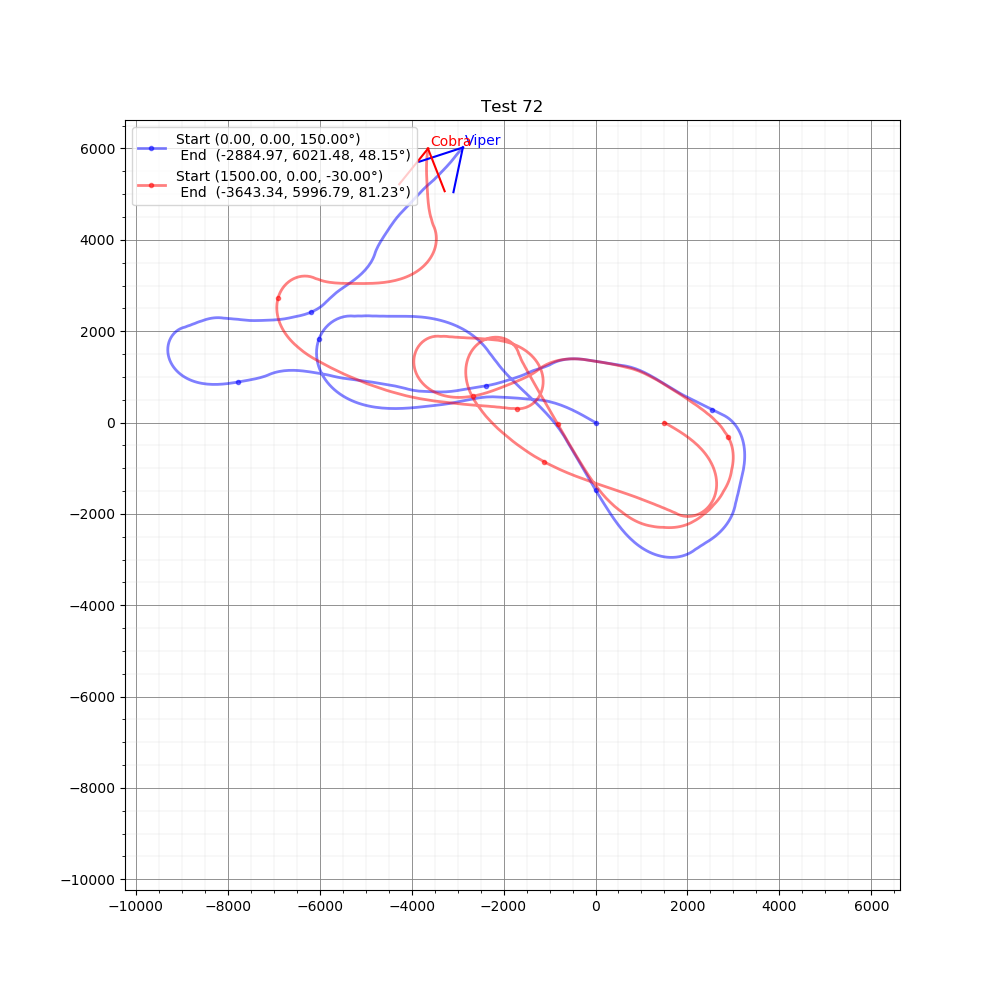 Test 72
Start (0.00, 0.00, 150.00°)
End (-2884.97, 6021.48, 48.15°)
Start (1500.00, 0.00, -30.00°)
End (-3643.34, 5996.79, 81.23°)
Cobra
Viper
6000
4000
2000
0
−2000
−4000
−6000
−8000
−10000
−10000 −8000 −6000 −4000 −2000 0 2000 4000 6000